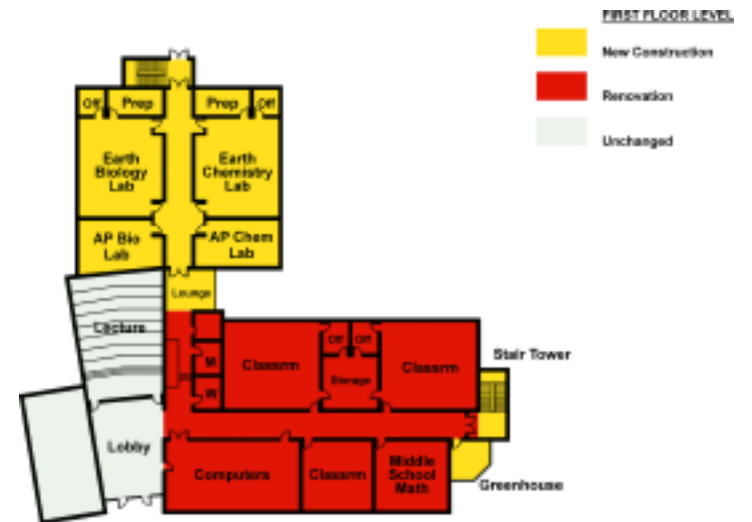 FIRST FLOOR LEVEL
New Construction
Renovation
Unchanged
Off Prep Prep Off
Earth
Biology
Lab
Earth
Chemistry
Lab
AP Bio
Lab
AP Chem
Lab
Lounge
Lecture
M
W
Classrm
Off Off
Storage
Classrm
Stair Tower
Lobby
Computers
Classrm
Middle
School
Math
Greenhouse